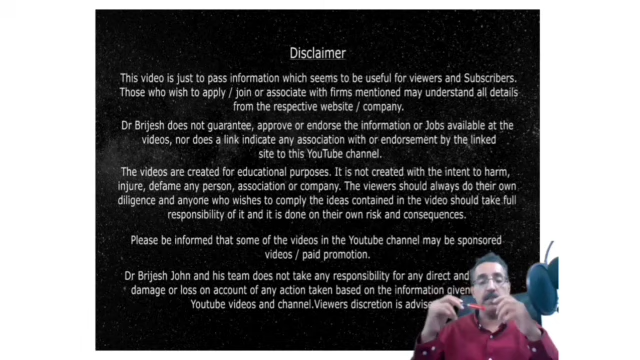 Disclaimer
This video is just to pass information which seems to be useful for viewers and Subscribers.
Those who wish to apply / join or associate with firms mentioned may understand all details
from the respective website / company.
Dr Brijesh does not guarantee, approve or endorse the information or Jobs available at the
videos, nor does a link indicate any association with or endorsement by the linked
site to this YouTube channel.
The videos are created for educational purposes. It is not created with the intent to harm,
injure, defame any person, association or company. The viewers should always do their own
diligence and anyone who wishes to comply the ideas contained in the video should take full
responsibility of it and it is done on their own risk and consequences.
Please be informed that some of the videos in the Youtube channel may be sponsored
videos / paid promotion.
Dr Brijesh John and his team does not take any responsibility for any direct and
damage or loss on account of any action taken based on the information given
Youtube videos and channel.Viewers discretion is advise